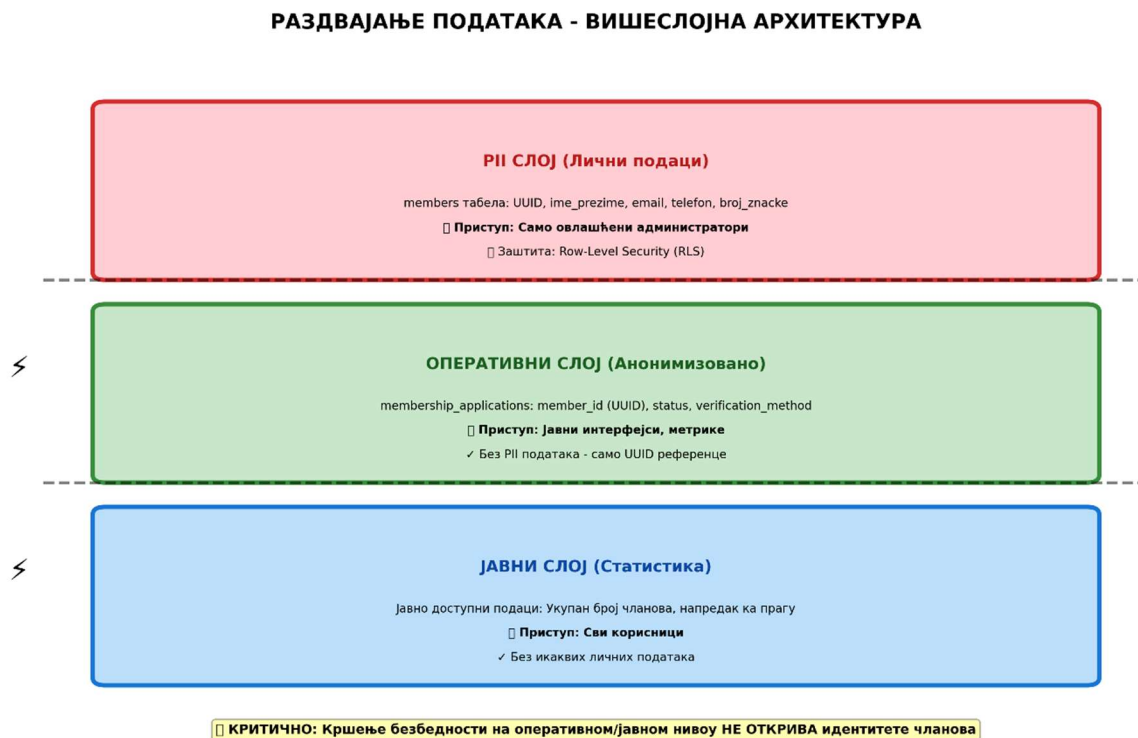 РАЗДВАЈАЊЕ ПОДАТАКА - ВИШЕСЛОЈНА АРХИТЕКТУРА
PII СЛОЈ (Лични подаци)
members табела: UUID, ime_prezime, email, telefon, broj_znacke
Приступ: Само овлашћени администратори
Заштита: Row-Level Security (RLS)
ОПЕРАТИВНИ СЛОЈ (Анонимизовано)
membership_applications: member_id (UUID), status, verification_method
Приступ: Јавни интерфејси, метрике
✓ Без PII података - само UUID референце
ЈАВНИ СЛОЈ (Статистика)
Јавно доступни подаци: Укупан број чланова, напредак ка прагу
Приступ: Сви корисници
✓ Без икаквих личних података
КРИТИЧНО: Кршење безбедности на оперативном/јавном нивоу НЕ ОТКРИВА идентитете чланова